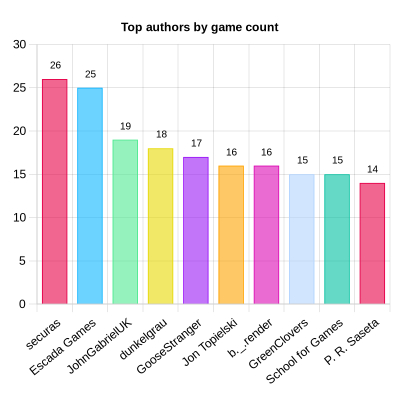 Top authors by game count
30
25
20
15
10
5
0
26
25
19
18
17
16
16
15
15
14
securas
Escada Games
JohnGabrielUK
dunkelgrau
GooseStranger
Jon Topielski
b._.render
GreenClovers
School for Games
P. R. Saseta